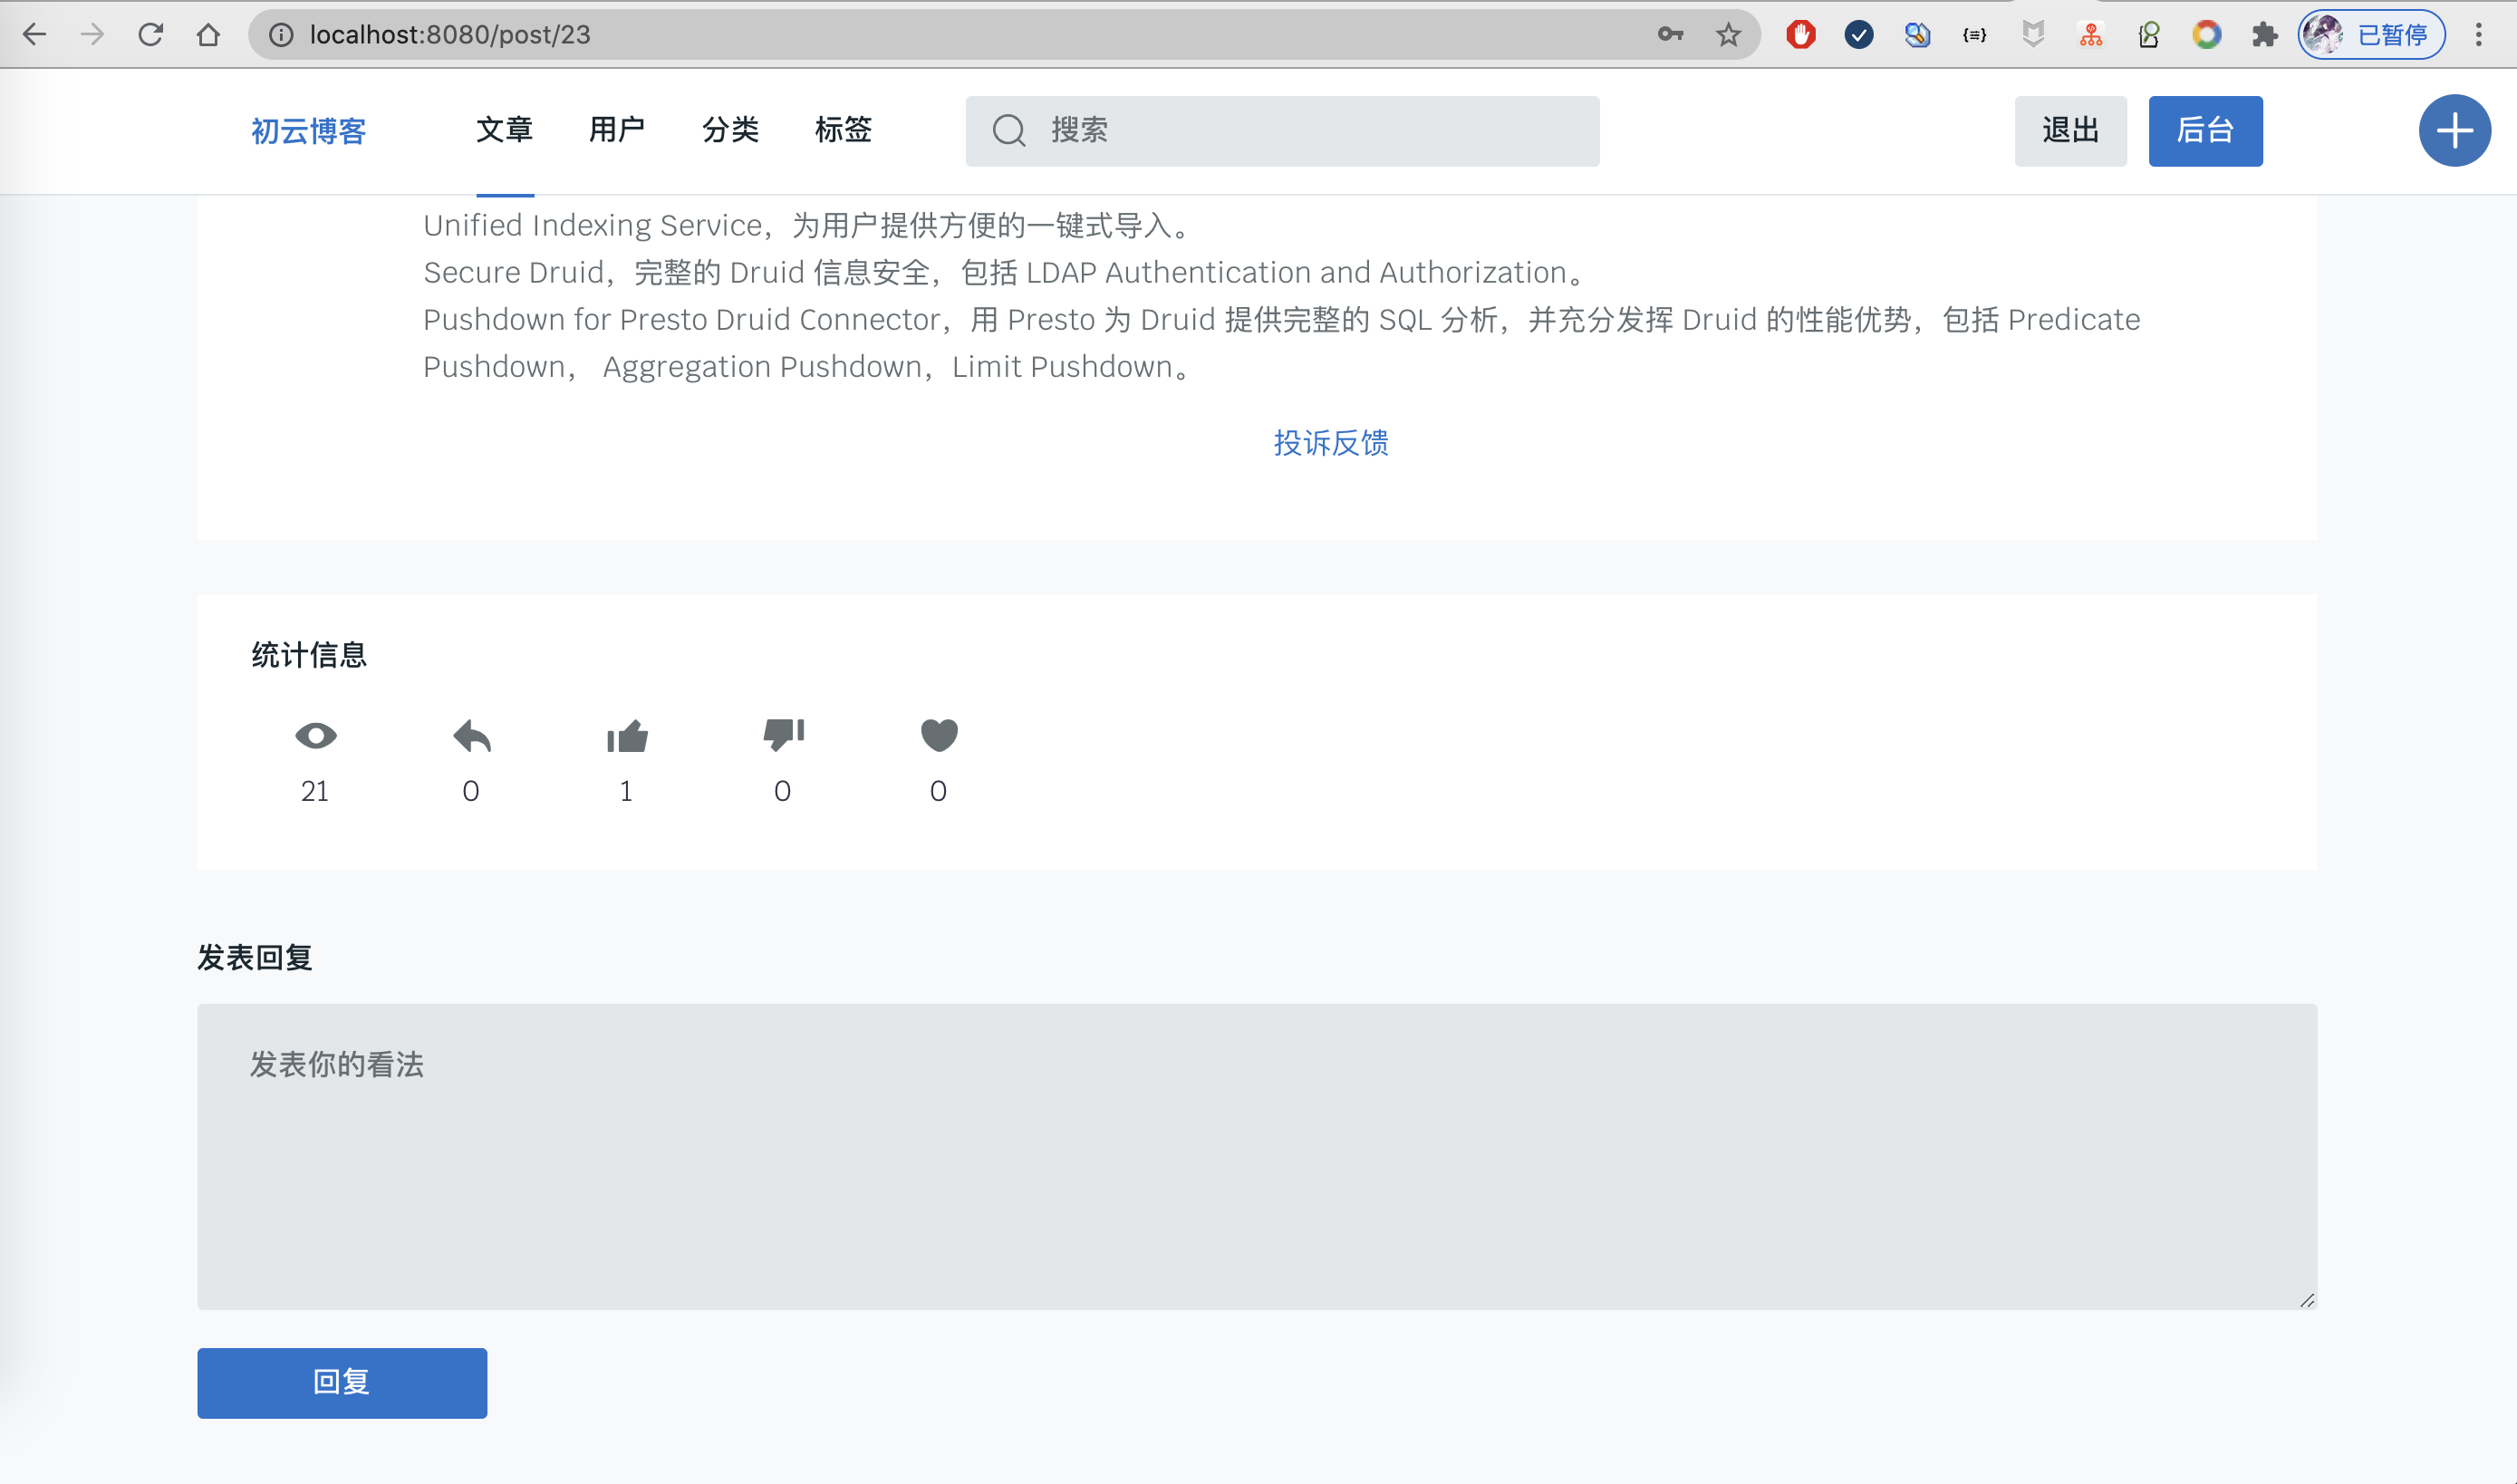 localhost:8080/post/23
已暂停
初云博客
文章
用户
分类
标签
搜索
退出
后台
Unified Indexing Service，为用户提供方便的一键式导入。
Secure Druid，完整的 Druid 信息安全，包括 LDAP Authentication and Authorization。
Pushdown for Presto Druid Connector，用 Presto 为 Druid 提供完整的 SQL 分析，并充分发挥 Druid 的性能优势，包括 Predicate
Pushdown， Aggregation Pushdown，Limit Pushdown。
投诉反馈
统计信息
21
0
1
0
0
发表回复
发表你的看法
回复